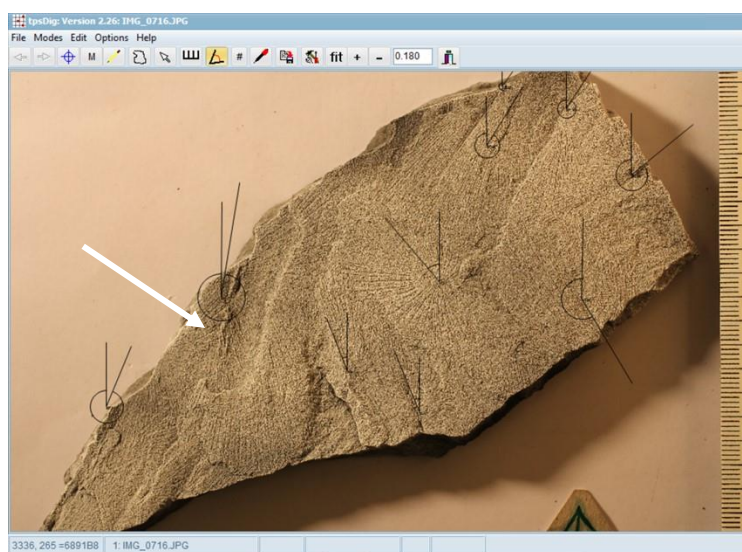 tpsDig: Version 2.26: IMG_0716.JPG
File Modes Edit Options Help
M # fit + - 0.180
3336, 265 =6891B8 1: IMG_0716.JPG